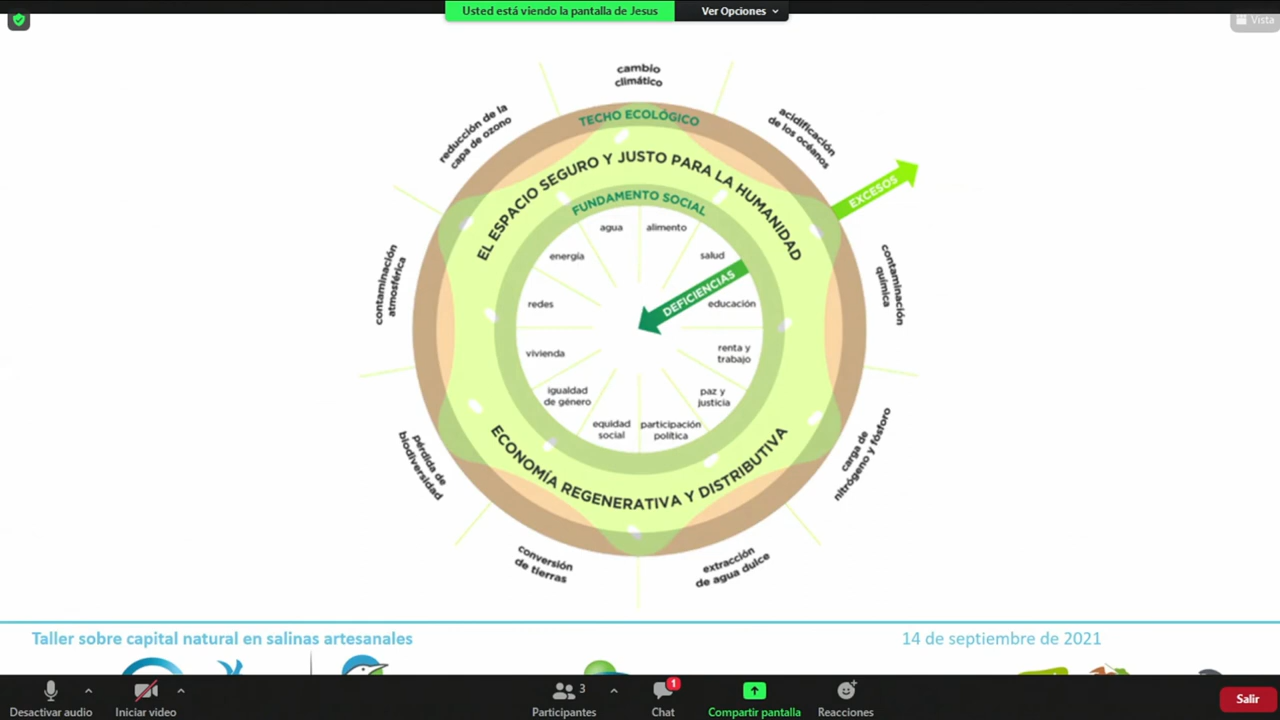 Usted está viendo la pantalla de Jesus
Ver Opciones
Vista
cambio
climático
acidificación
de los océanos
EXCESOS
contaminación
química
carga de
nitrógeno y fósforo
extracción
de agua dulce
conversión
de tierras
pérdida de
biodiversidad
contaminación
atmosférica
reducción de la
capa de ozono
TECHO ECOLÓGICO
EL ESPACIO SEGURO Y JUSTO PARA LA HUMANIDAD
FUNDAMENTO SOCIAL
agua
alimento
salud
DEFICIENCIAS
educación
renta y
trabajo
paz y
justicia
participación
política
equidad
social
igualdad
de género
vivienda
redes
energía
ECONOMÍA REGENERATIVA Y DISTRIBUTIVA
Taller sobre capital natural en salinas artesanales
14 de septiembre de 2021
Desactivar audio
Iniciar video
Participantes
3
Chat
1
Compartir pantalla
Reacciones
Salir